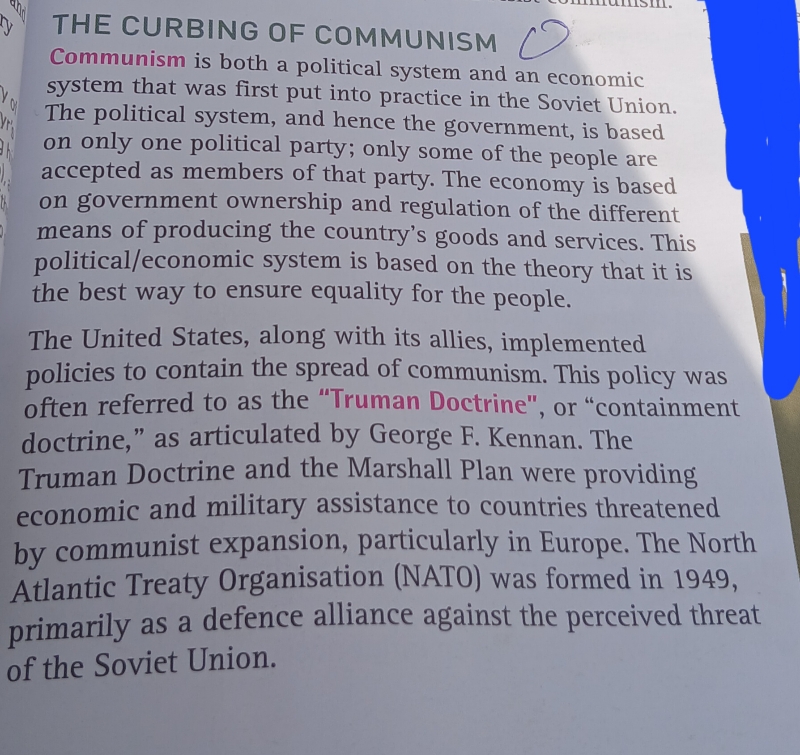 THE CURBING OF COMMUNISM
Communism is both a political system and an economic
system that was first put into practice in the Soviet Union.
The political system, and hence the government, is based
on only one political party; only some of the people are
accepted as members of that party. The economy is based
on government ownership and regulation of the different
means of producing the country's goods and services. This
political/economic system is based on the theory that it is
the best way to ensure equality for the people.
The United States, along with its allies, implemented
policies to contain the spread of communism. This policy was
often referred to as the "Truman Doctrine", or "containment
doctrine," as articulated by George F. Kennan. The
Truman Doctrine and the Marshall Plan were providing
economic and military assistance to countries threatened
by communist expansion, particularly in Europe. The North
Atlantic Treaty Organisation (NATO) was formed in 1949,
primarily as a defence alliance against the perceived threat
of the Soviet Union.